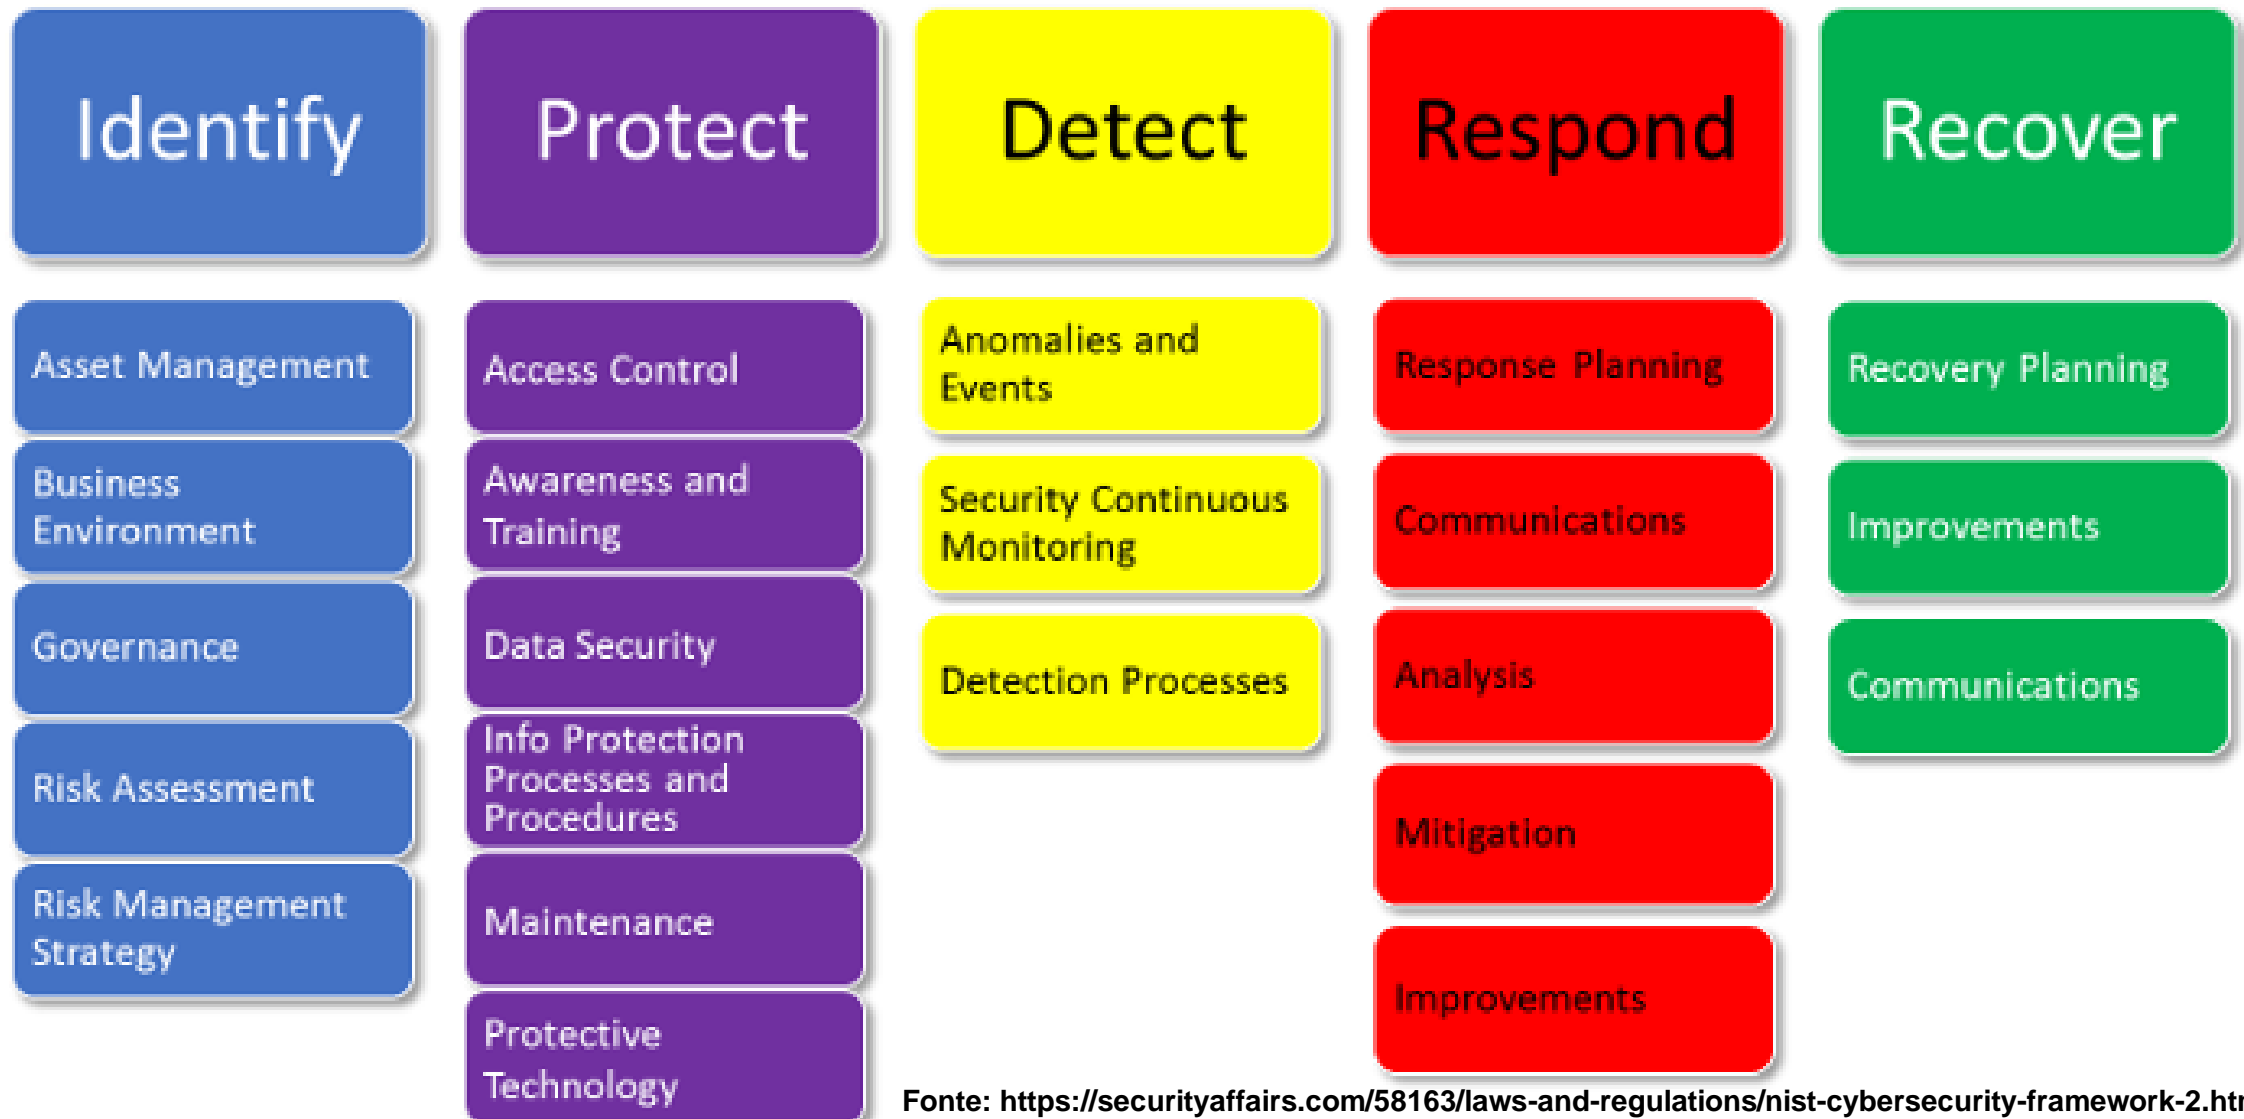 Identify
Protect
Detect
Respond
Recover
Asset Management
Business
Environment
Governance
Risk Assessment
Risk Management
Strategy
Access Control
Awareness and
Training
Data Security
Info Protection
Processes and
Procedures
Maintenance
Protective
Technology
Anomalies and
Events
Security Continuous
Monitoring
Detection Processes
Response Planning
Communications
Analysis
Mitigation
Improvements
Recovery Planning
Improvements
Communications
Fonte: https://securityaffairs.com/58163/laws-and-regulations/nist-cybersecurity-framework-2.htm